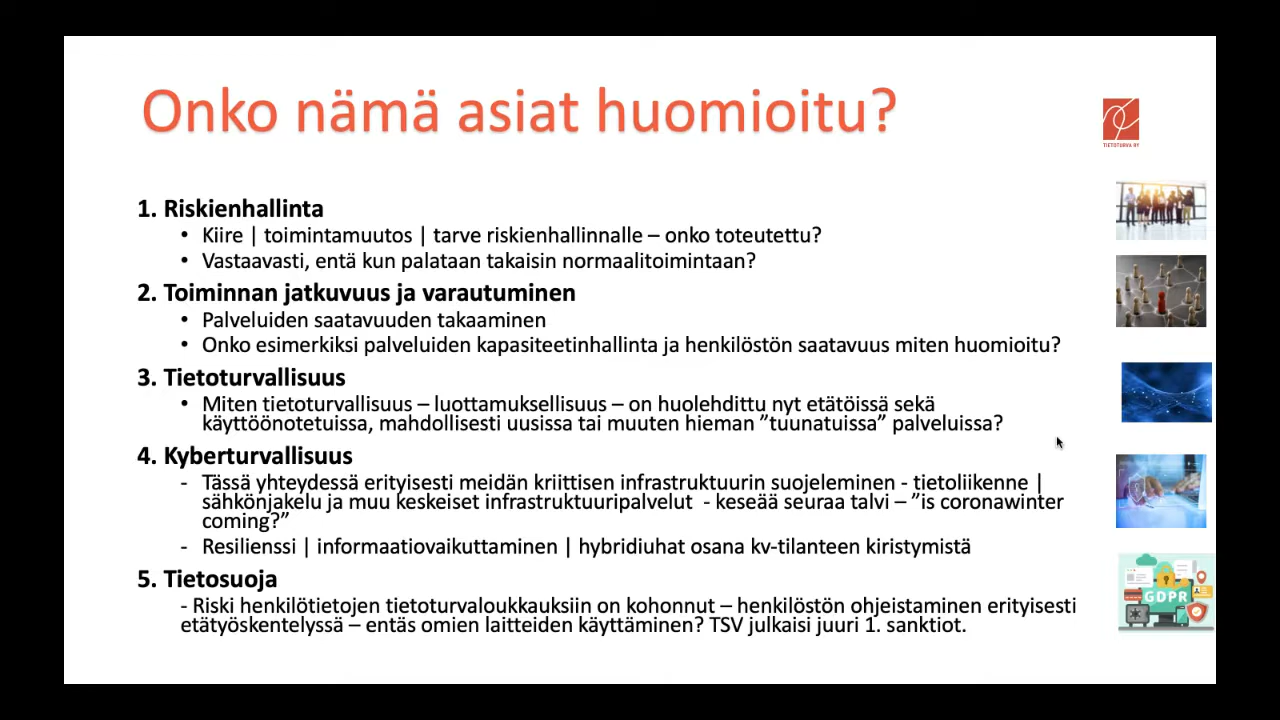 Onko nämä asiat huomioitu?
TIETOTURVA OY
1. Riskienhallinta
• Kiire | toimintamuutos | tarve riskienhallinnalle – onko toteutettu?
• Vastaavasti, entä kun palataan takaisin normaalitoimintaan?
2. Toiminnan jatkuvuus ja varautuminen
• Palveluiden saatavuuden takaaminen
• Onko esimerkiksi palveluiden kapasiteetinhallinta ja henkilöstön saatavuus miten huomioitu?
3. Tietoturvallisuus
• Miten tietoturvallisuus – luottamuksellisuus – on huolehdittu nyt etätöissä sekä
käyttöönotetuissa, mahdollisesti uusissa tai muuten hieman ”tuunatuissa” palveluissa?
4. Kyberturvallisuus
- Tässä yhteydessä erityisesti meidán kriittisen infrastruktuurin suojeleminen - tietoliikenne |
sähkönjakelu ja muu keskeiset infrastruktuuripalvelut - keseää seuraa talvi – ”is coronawinter
coming?”
- Resilienssi | informaatiovaikuttaminen | hybridiuhat osana kv-tilanteen kiristymistä
5. Tietosuoja
- Riski henkilötietojen tietoturvaloukkauksiin on kohonnut – henkilöstön ohjeistaminen erityisesti
etätyöskentelyssä – entäs omien laitteiden käyttäminen? TSV julkaisi juuri 1. sanktiot.
GDPR